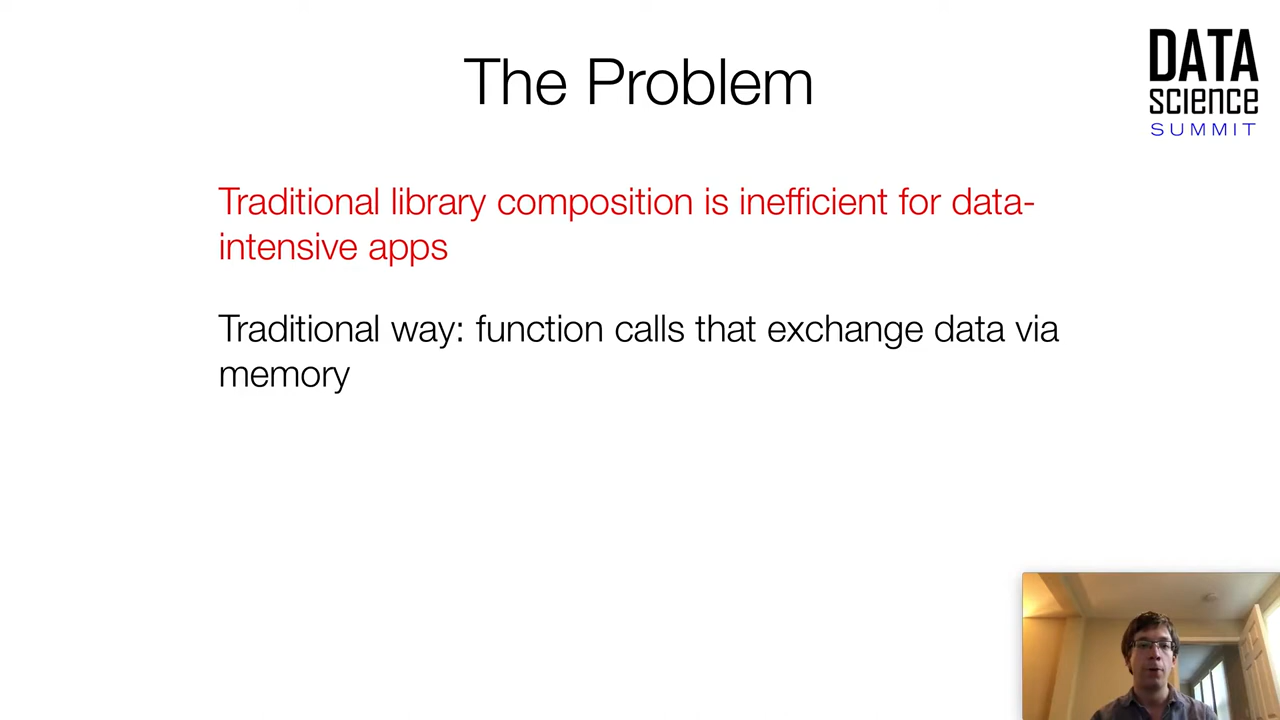 The Problem
DATA
science
SUMMIT
Traditional library composition is inefficient for data-
intensive apps
Traditional way: function calls that exchange data via
memory